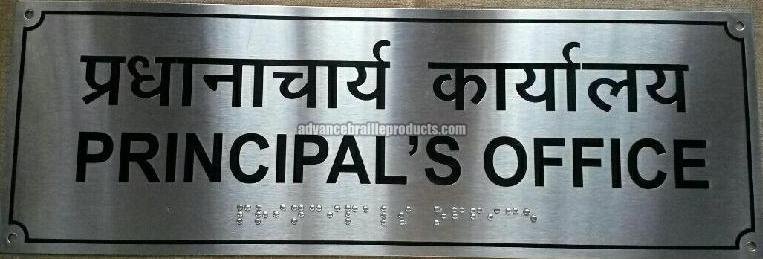 प्रधानाचार्य कार्यालय
advancebrailleproducts.com
PRINCIPAL'S OFFICE